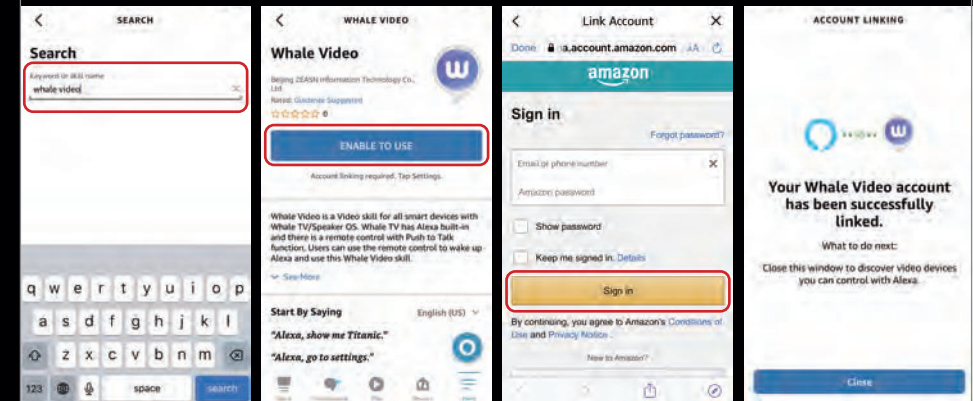 SEARCH
Search
Keyword or skill name
whale video
q w e r t y u i o p
a s d f g h j k l
z x c v b n m
123
space
search
WHALE VIDEO
Whale Video
Beijing ZEASN Information Technology Co.,
Ltd
Rated: Guidance Suggested
0
ENABLE TO USE
Account linking required. Tap Settings.
Whale Video is a Video skill for all smart devices with
Whale TV/Speaker OS. Whale TV has Alexa built-in
and there is a remote control with Push to Talk
function. Users can use the remote control to wake up
Alexa and use this Whale Video skill.
See More
Start By Saying
English (US)
"Alexa, show me Titanic."
"Alexa, go to settings."
Link Account
Done
a.account.amazon.com
AA
amazon
Sign in
Forgot password?
Email or phone number
Amazon password
Show password
Keep me signed in. Details
Sign in
By continuing, you agree to Amazon's Conditions of
Use and Privacy Notice.
New to Amazon?
ACCOUNT LINKING
Your Whale Video account
has been successfully
linked.
What to do next:
Close this window to discover video devices
you can control with Alexa.
Close